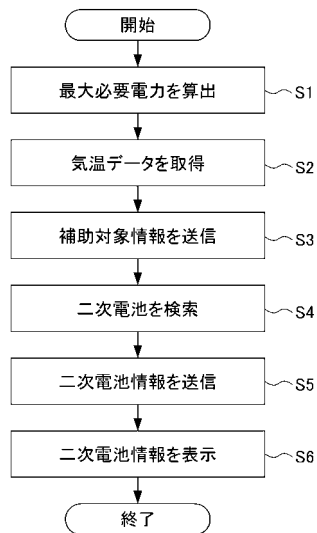 開始
最大必要電力を算出 S1
気温データを取得 S2
補助対象情報を送信 S3
二次電池を検索 S4
二次電池情報を送信 S5
二次電池情報を表示 S6
終了